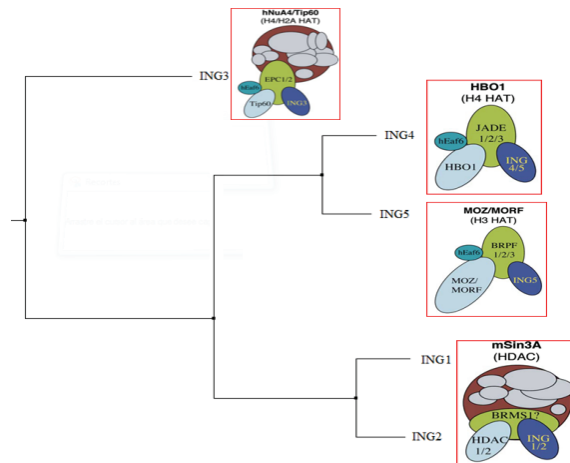 hNuA4/Tip60
(H4/H2A HAT)
EPC1/2
hEaf6
Tip60
ING3
ING3
HBO1
(H4 HAT)
JADE
1/2/3
hEaf6
HBO1
ING
4/5
ING4
ING5
MOZ/MORF
(H3 HAT)
BRPF
1/2/3
hEaf6
MOZ/
MORF
ING5
mSin3A
(HDAC)
BRMS1?
HDAC
1/2
ING
1/2
ING1
ING2